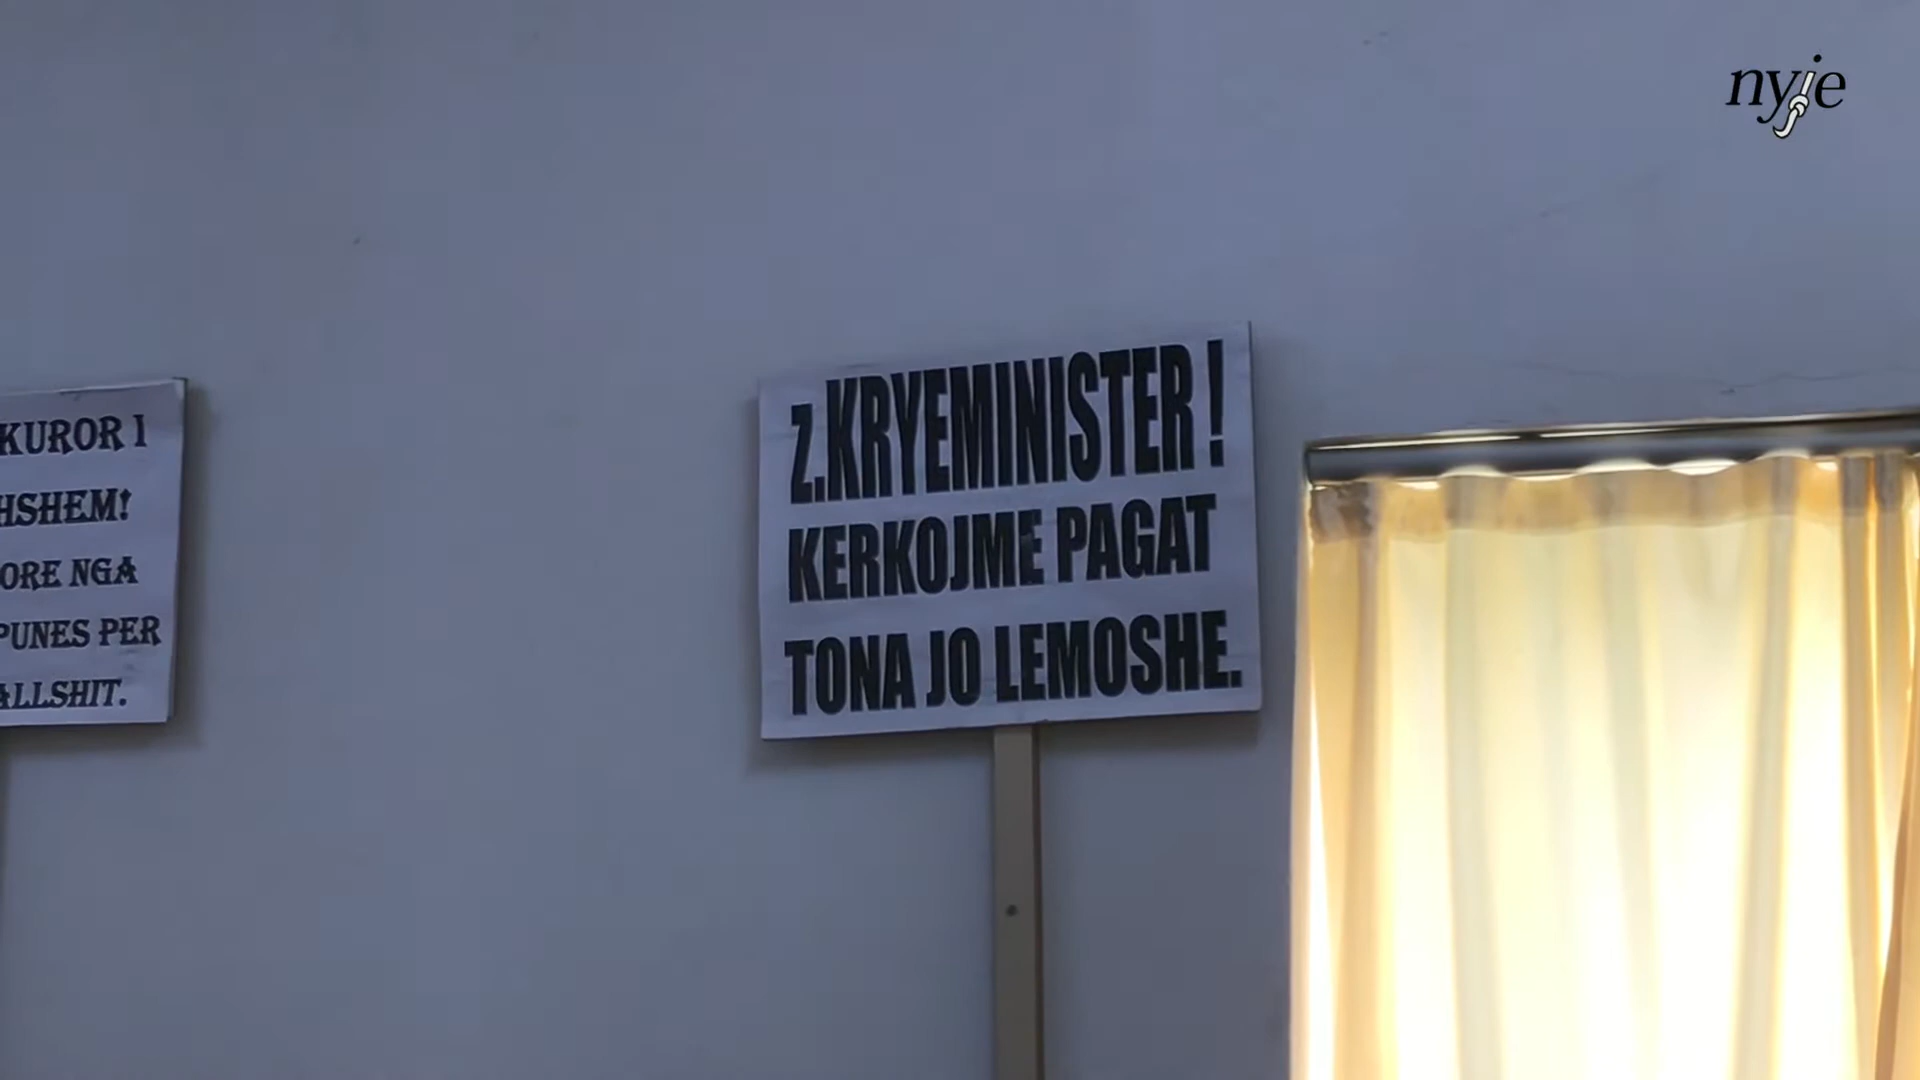 nyje
KUROR I
HSHEM!
ORE NGA
PUNES PER
ALLSHIT.
z.KRYEMINISTER !
KERKOJME PAGAT
TONA JO LEMOSHE.